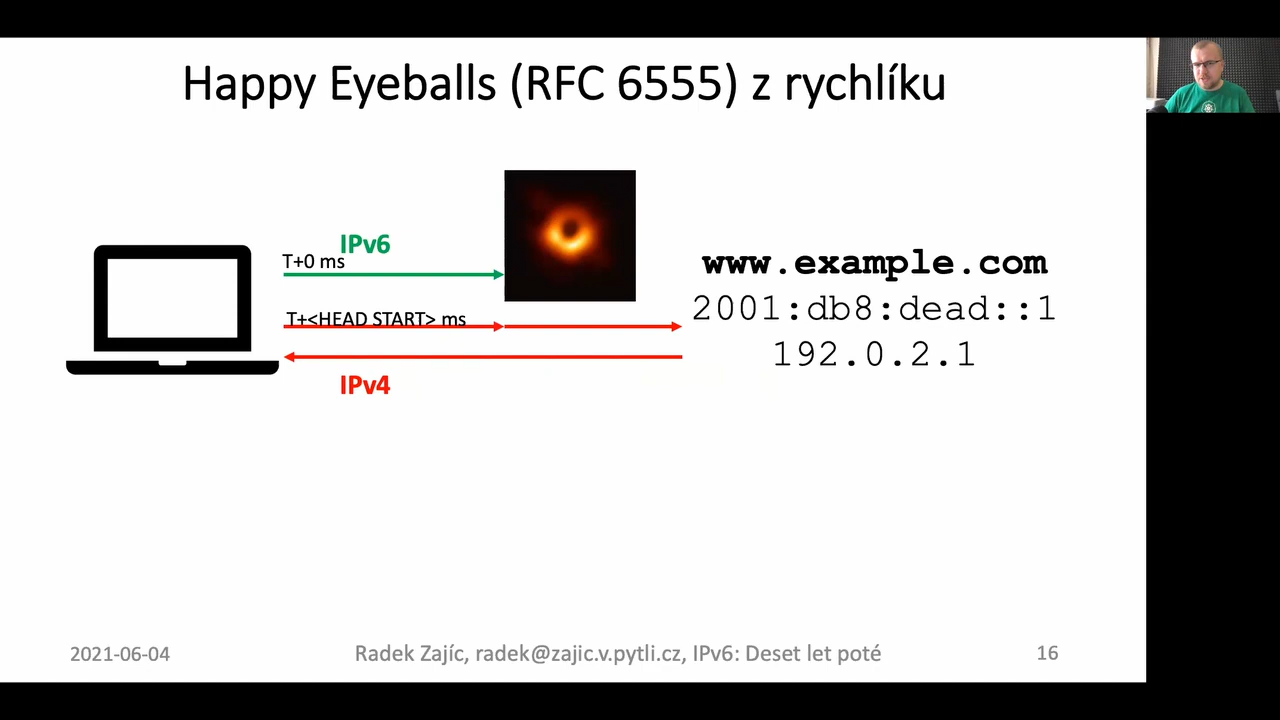 Happy Eyeballs (RFC 6555) z rychlíku
IPv6
T+0 ms
T+<HEAD START> ms
IPv4
www.example.com
2001:db8:dead::1
192.0.2.1
2021-06-04
Radek Zajíc, radek@zajic.v.pytli.cz, IPv6: Deset let poté
16